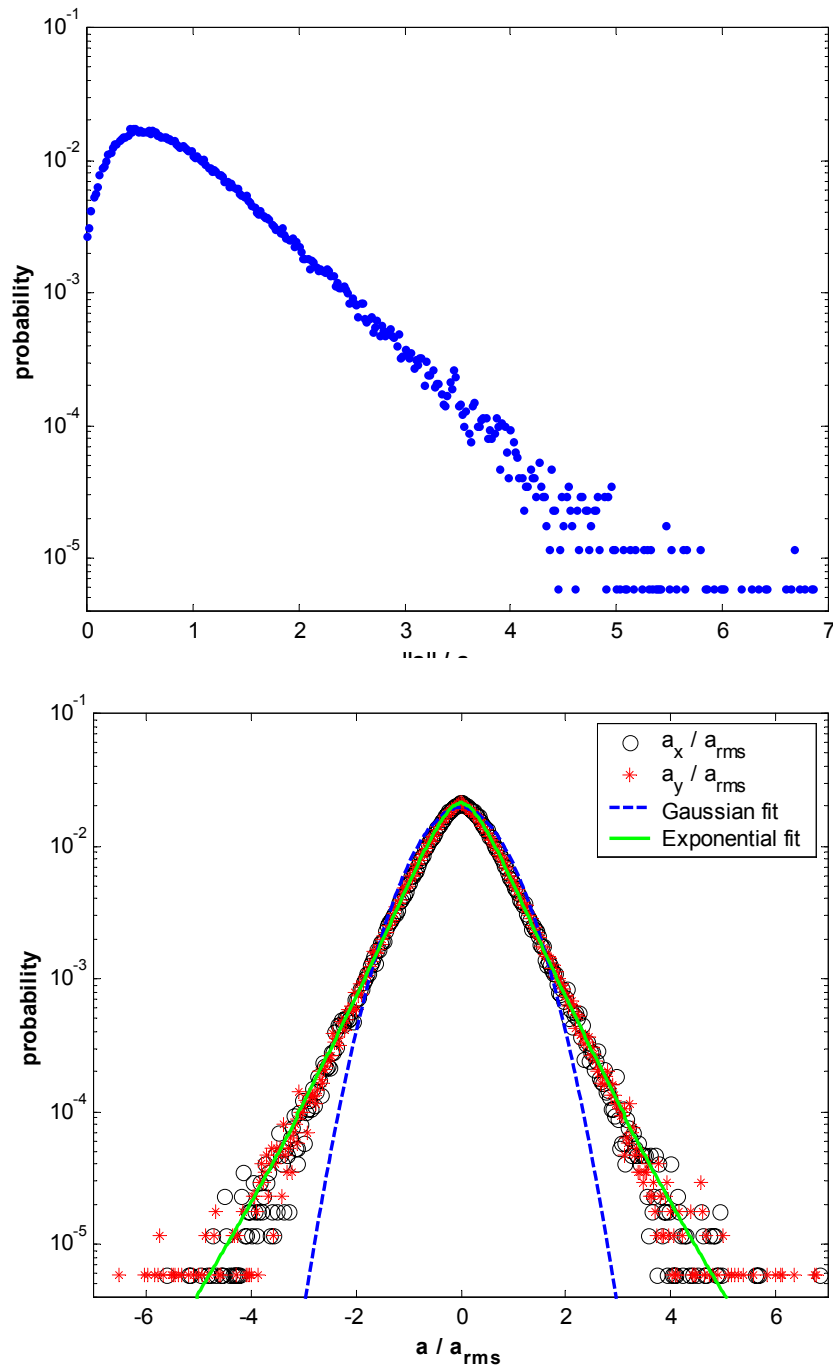 10^-1
10^-2
probability
10^-3
10^-4
10^-5
0 1 2 3 4 5 6 7
10^-1
a_x / a_rms
a_y / a_rms
Gaussian fit
Exponential fit
10^-2
probability
10^-3
10^-4
10^-5
-6 -4 -2 0 2 4 6
a / a_rms